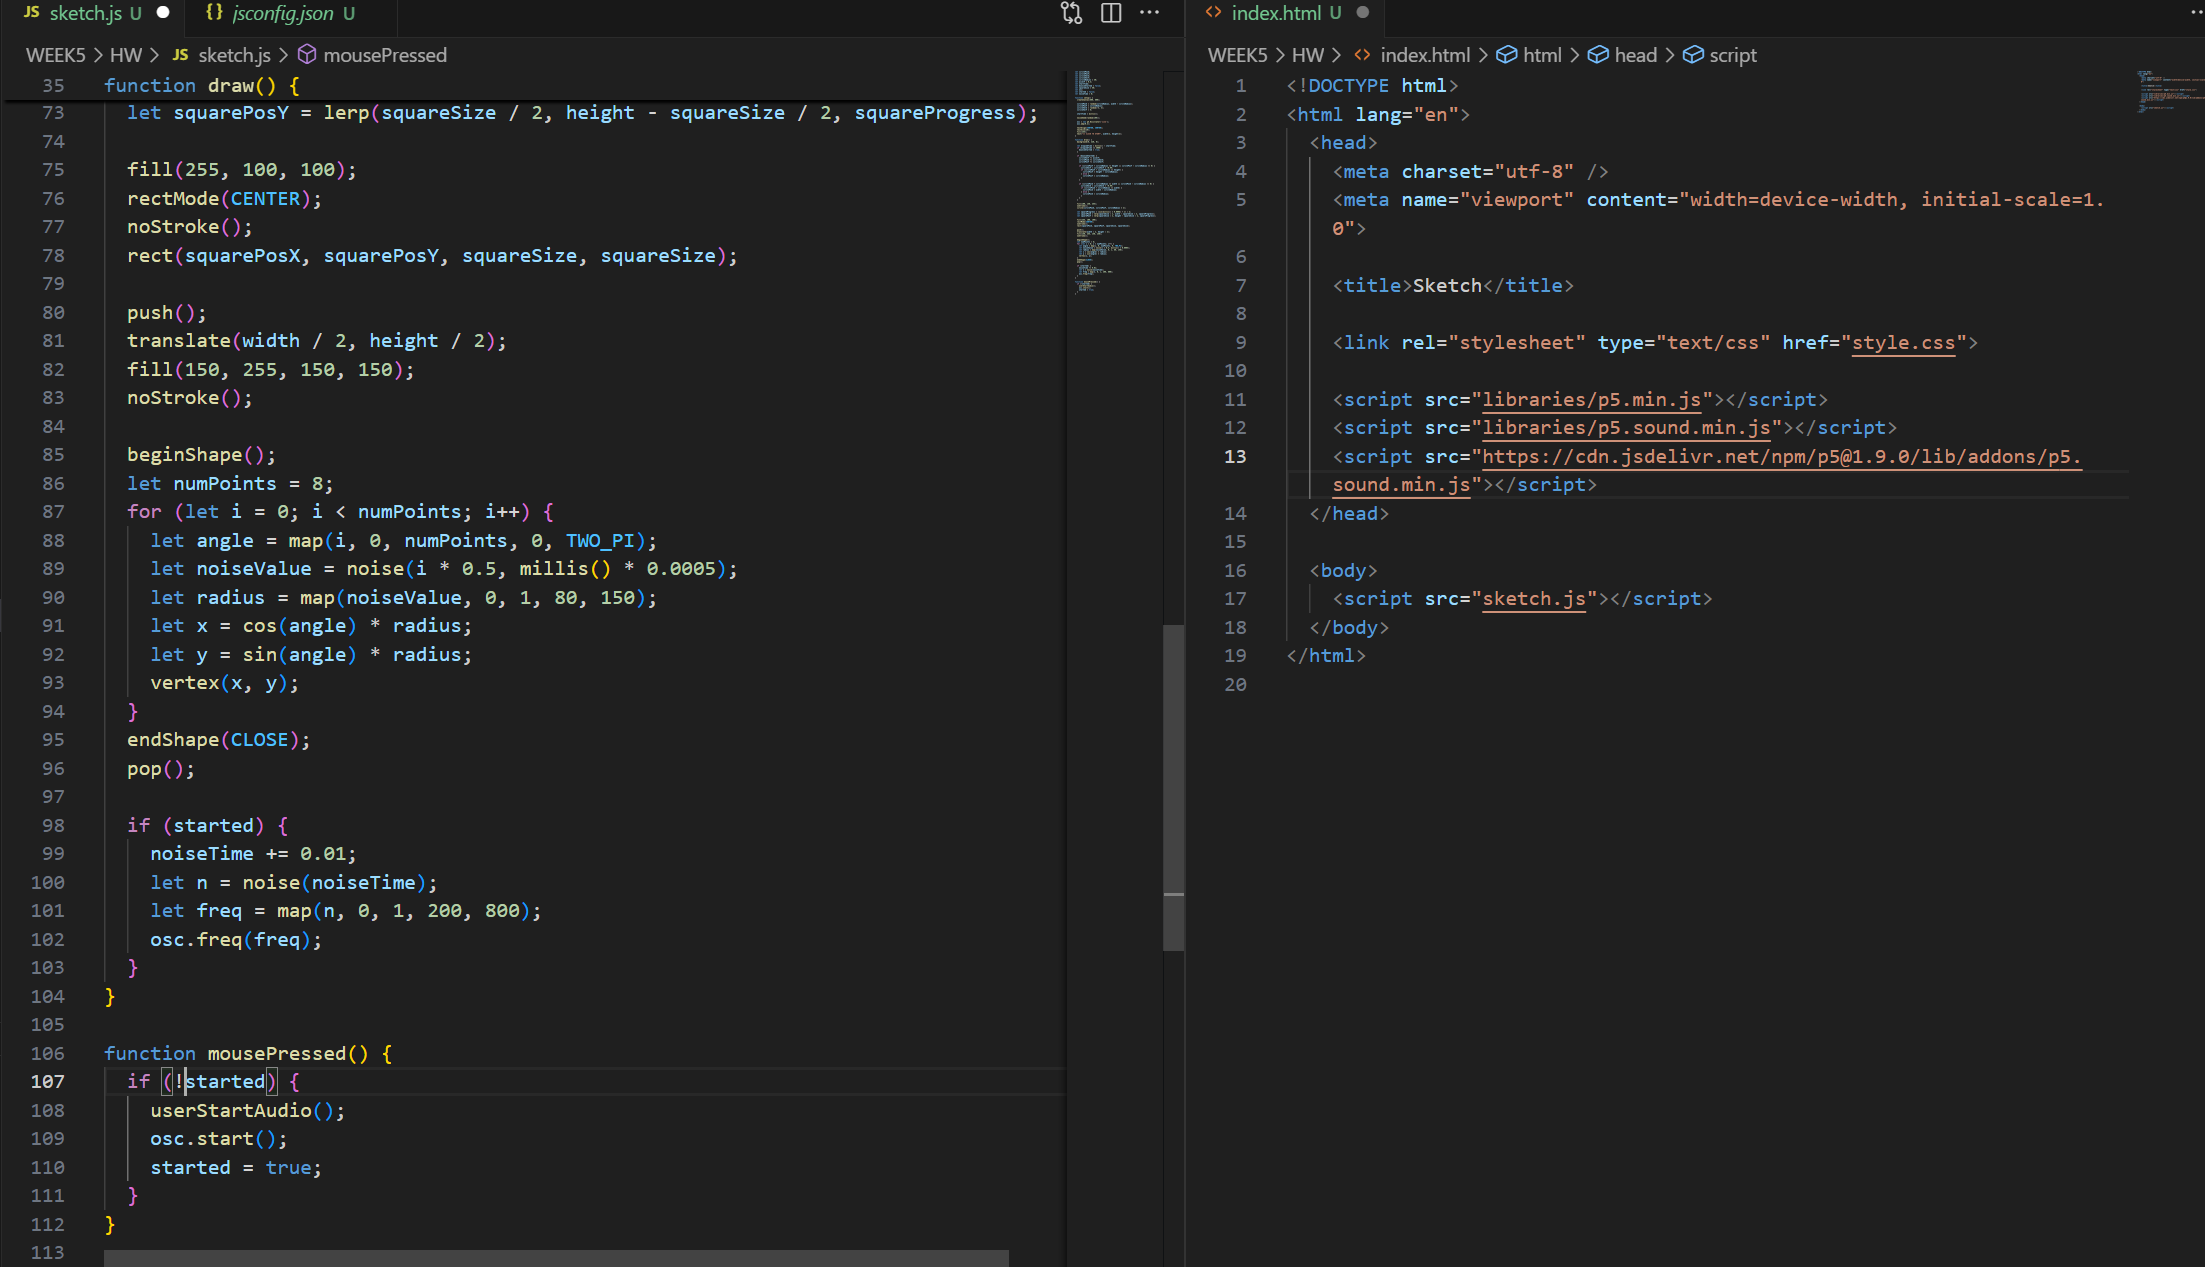 JS sketch.js U
{} jsconfig.json U
WEEK5 > HW > JS sketch.js > mousePressed
35 function draw() {
73 let squarePosY = lerp(squareSize / 2, height - squareSize / 2, squareProgress);
74
75 fill(255, 100, 100);
76 rectMode(CENTER);
77 noStroke();
78 rect(squarePosX, squarePosY, squareSize, squareSize);
79
80 push();
81 translate(width / 2, height / 2);
82 fill(150, 255, 150, 150);
83 noStroke();
84
85 beginShape();
86 let numPoints = 8;
87 for (let i = 0; i < numPoints; i++) {
88 let angle = map(i, 0, numPoints, 0, TWO_PI);
89 let noiseValue = noise(i * 0.5, millis() * 0.0005);
90 let radius = map(noiseValue, 0, 1, 80, 150);
91 let x = cos(angle) * radius;
92 let y = sin(angle) * radius;
93 vertex(x, y);
94 }
95 endShape(CLOSE);
96 pop();
97
98 if (started) {
99 noiseTime += 0.01;
100 let n = noise(noiseTime);
101 let freq = map(n, 0, 1, 200, 800);
102 osc.freq(freq);
103 }
104 }
105
106 function mousePressed() {
107 if (!started) {
108 userStartAudio();
109 osc.start();
110 started = true;
111 }
112 }
113
<> index.html U
WEEK5 > HW > <> index.html > html > head > script
1 <!DOCTYPE html>
2 <html lang="en">
3 <head>
4 <meta charset="utf-8" />
5 <meta name="viewport" content="width=device-width, initial-scale=1.
0">
6
7 <title>Sketch</title>
8
9 <link rel="stylesheet" type="text/css" href="style.css">
10
11 <script src="libraries/p5.min.js"></script>
12 <script src="libraries/p5.sound.min.js"></script>
13 <script src="https://cdn.jsdelivr.net/npm/p5@1.9.0/lib/addons/p5.
sound.min.js"></script>
14 </head>
15
16 <body>
17 <script src="sketch.js"></script>
18 </body>
19 </html>
20